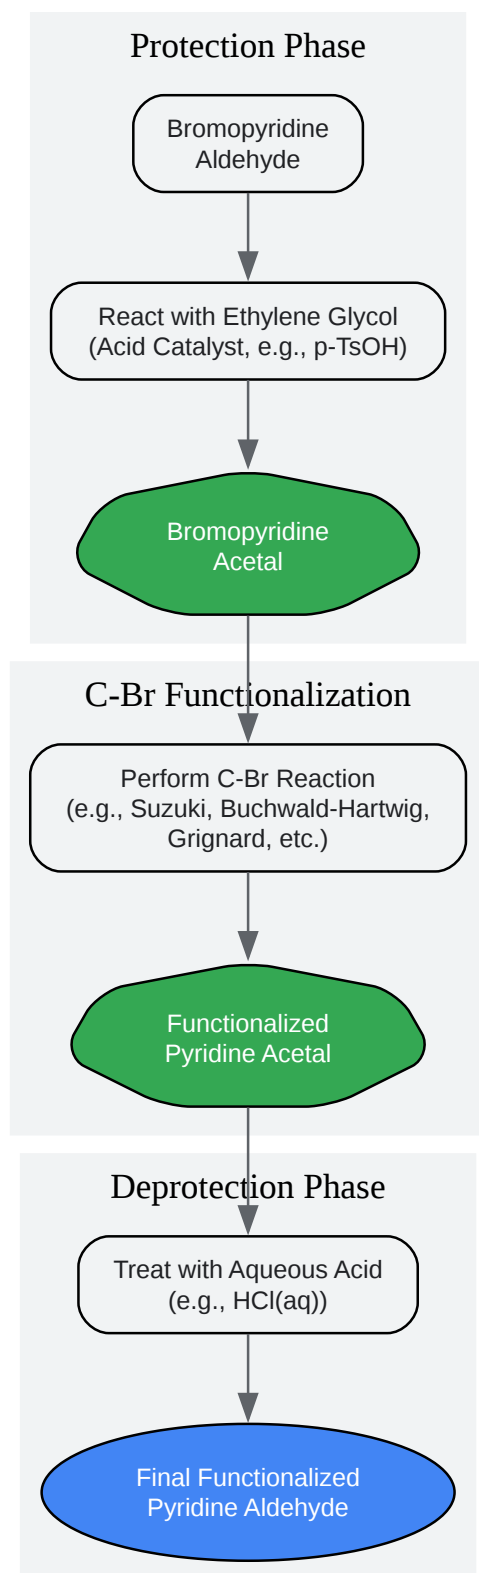 Protection Phase
Bromopyridine
Aldehyde
React with Ethylene Glycol
(Acid Catalyst, e.g., p-TsOH)
Bromopyridine
Acetal
C-Br Functionalization
Perform C-Br Reaction
(e.g., Suzuki, Buchwald-Hartwig,
Grignard, etc.)
Functionalized
Pyridine Acetal
Deprotection Phase
Treat with Aqueous Acid
(e.g., HCl(aq))
Final Functionalized
Pyridine Aldehyde